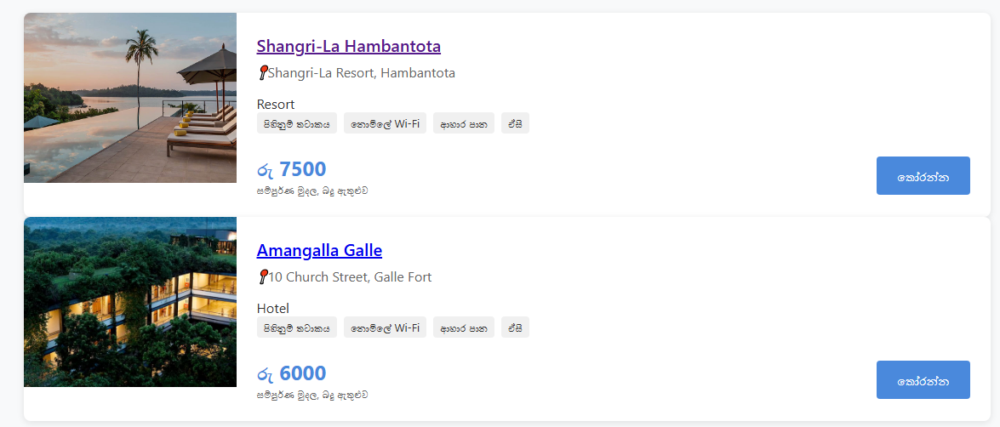 Shangri-La Hambantota
Shangri-La Resort, Hambantota
Resort
පිහිනුම් තටාකය නොමිලේ Wi-Fi ආහාර පාන ඒසී
රු 7500
සම්පූර්ණ මුදල, බදු ඇතුළුව
තෝරන්න
Amangalla Galle
10 Church Street, Galle Fort
Hotel
පිහිනුම් තටාකය නොමිලේ Wi-Fi ආහාර පාන ඒසී
රු 6000
සම්පූර්ණ මුදල, බදු ඇතුළුව
තෝරන්න